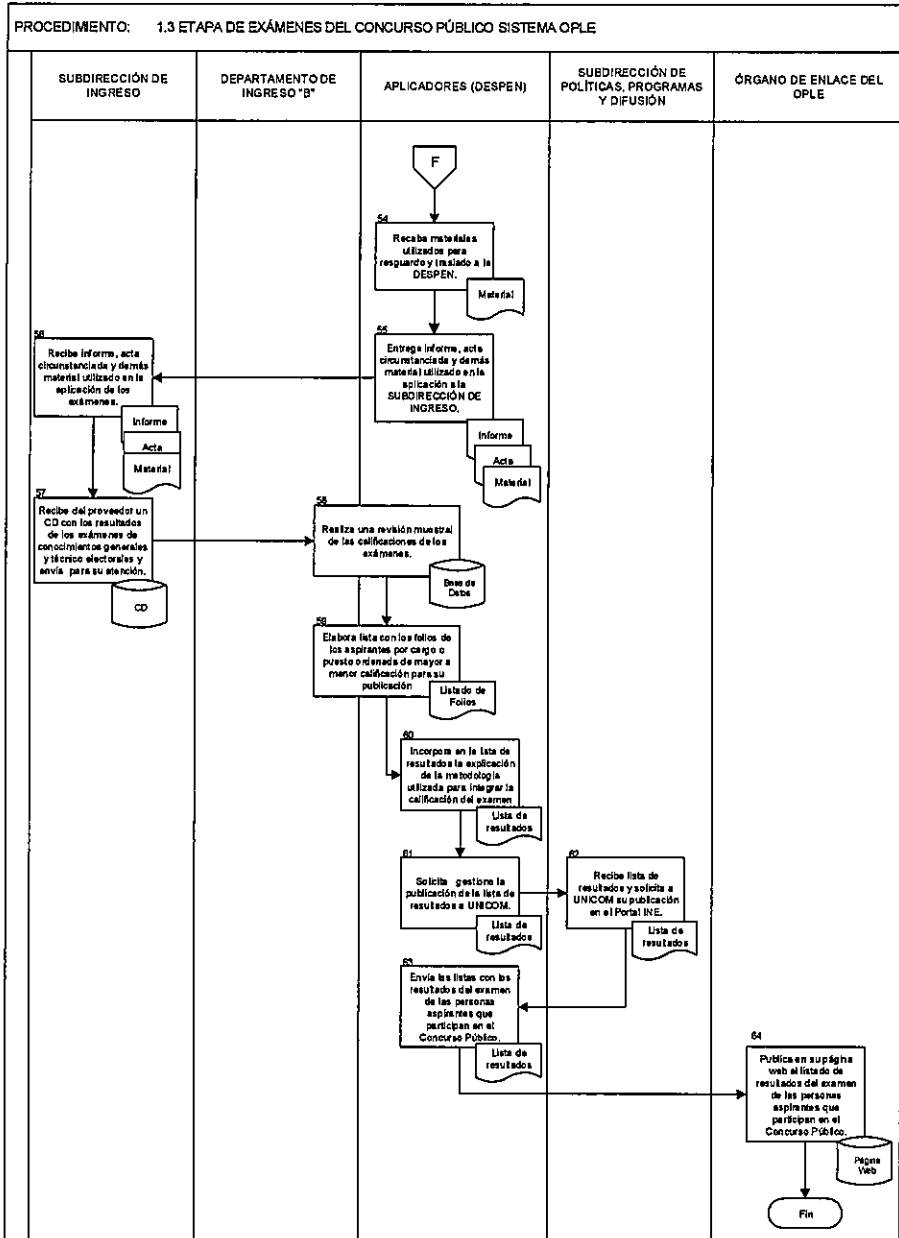 PROCEDIMIENTO: 1.3 ETAPA DE EXÁMENES DEL CONCURSO PÚBLICO SISTEMA OPLE
SUBDIRECCIÓN DE
INGRESO
DEPARTAMENTO DE
INGRESO "B"
APLICADORES (DESPEN)
SUBDIRECCIÓN DE
POLÍTICAS, PROGRAMAS
Y DIFUSIÓN
ÓRGANO DE ENLACE DEL
OPLE
F
54
Recaba materiales
utilizados para
resguardo y traslado a la
DESPEN.
Material
55
Entrega informe, acta
circunstanciada y demás
material utilizado en la
aplicación a la
SUBDIRECCIÓN DE
INGRESO.
Informe
Acta
Material
56
Recibe informe, acta
circunstanciada y demás
material utilizado en la
aplicación de los
exámenes.
Informe
Acta
Material
57
Recibe del proveedor un
CD con los resultados
de los exámenes de
conocimientos generales
y técnico electorales y
envía para su atención.
CD
58
Realiza una revisión muestral
de las calificaciones de los
exámenes.
Base de
Datos
59
Elabora lista con los folios de
los aspirantes por cargo o
puesto ordenada de mayor a
menor calificación para su
publicación
Listado de
Folios
60
Incorpora en la lista de
resultados la explicación
de la metodología
utilizada para integrar la
calificación del examen
Lista de
resultados
61
Solicita gestione la
publicación de la lista de
resultados a UNICOM.
Lista de
resultados
62
Recibe lista de
resultados y solicita a
UNICOM su publicación
en el Portal INE.
Lista de
resultados
63
Envía las listas con los
resultados del examen
de las personas
aspirantes que
participan en el
Concurso Público.
Lista de
resultados
64
Publica en su página
web el listado de
resultados del examen
de las personas
aspirantes que
participan en el
Concurso Público.
Página
Web
Fin